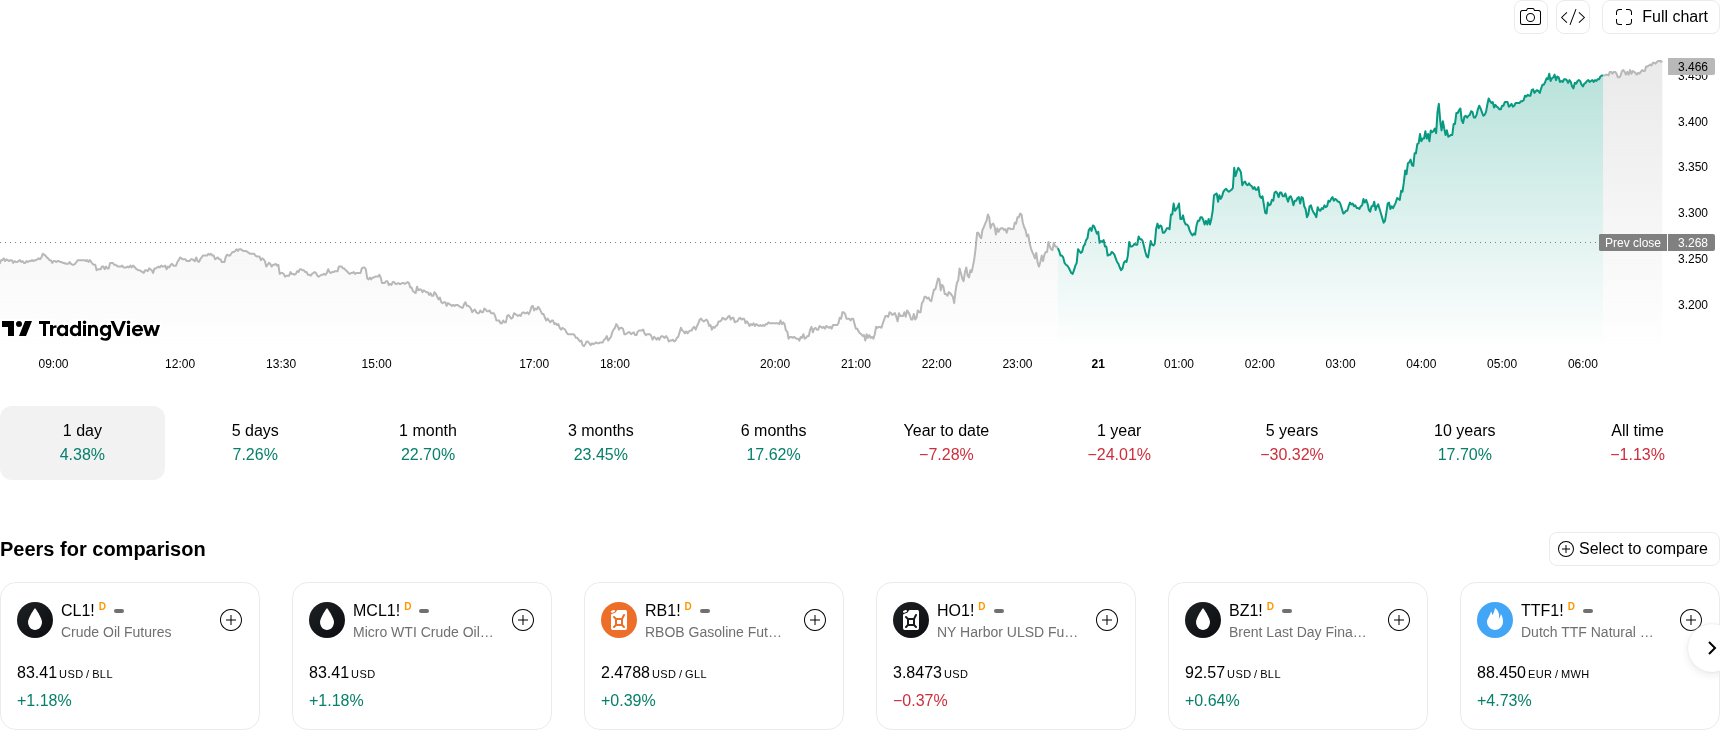 Full chart
3.466
3.450
3.400
3.350
3.300
Prev close 3.268
3.250
3.200
TradingView
09:00 12:00 13:30 15:00 17:00 18:00 20:00 21:00 22:00 23:00 21 01:00 02:00 03:00 04:00 05:00 06:00
1 day 5 days 1 month 3 months 6 months Year to date 1 year 5 years 10 years All time
4.38% 7.26% 22.70% 23.45% 17.62% −7.28% −24.01% −30.32% 17.70% −1.13%
Peers for comparison
Select to compare
CL1! D
Crude Oil Futures
83.41 USD / BLL
+1.18%
MCL1! D
Micro WTI Crude Oil…
83.41 USD
+1.18%
RB1! D
RBOB Gasoline Fut…
2.4788 USD / GLL
+0.39%
HO1! D
NY Harbor ULSD Fu…
3.8473 USD
−0.37%
BZ1! D
Brent Last Day Fina…
92.57 USD / BLL
+0.64%
TTF1! D
Dutch TTF Natural …
88.450 EUR / MWH
+4.73%